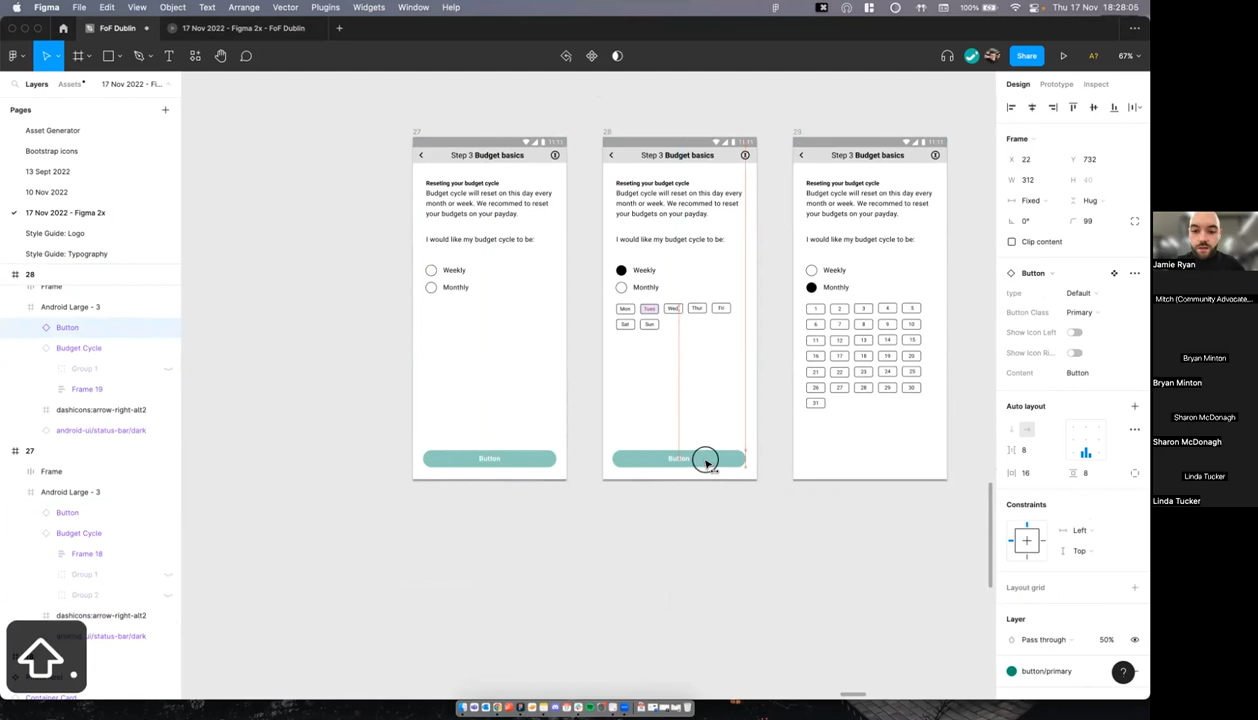 Figma File Edit View Object Text Arrange Vector Plugins Widgets Window Help 100% Thu 17 Nov 18:28:05
FoF Dublin 17 Nov 2022 - Figma 2x - FoF Dublin
Share A? 67%
Layers Assets 17 Nov 2022 - Fi...
Pages
Asset Generator
Bootstrap icons
13 Sept 2022
10 Nov 2022
17 Nov 2022 - Figma 2x
Style Guide: Logo
Style Guide: Typography
28
Frame
Android Large - 3
Button
Budget Cycle
Group 1
Frame 19
dashicons:arrow-right-alt2
android-ui/status-bar/dark
27
Frame
Android Large - 3
Button
Budget Cycle
Frame 18
Group 1
Group 2
dashicons:arrow-right-alt2
android-ui/status-bar/dark
Container Card
27
11:11
Step 3 Budget basics
Reseting your budget cycle
Budget cycle will reset on this day every
month or week. We recommed to reset
your budgets on your payday.
I would like my budget cycle to be:
Weekly
Monthly
Button
28
11:11
Step 3 Budget basics
Reseting your budget cycle
Budget cycle will reset on this day every
month or week. We recommed to reset
your budgets on your payday.
I would like my budget cycle to be:
Weekly
Monthly
Mon Tues Wed Thur Fri
Sat Sun
Button
29
11:11
Step 3 Budget basics
Reseting your budget cycle
Budget cycle will reset on this day every
month or week. We recommed to reset
your budgets on your payday.
I would like my budget cycle to be:
Weekly
Monthly
1 2 3 4 5
6 7 8 9 10
11 12 13 14 15
16 17 18 19 20
21 22 23 24 25
26 27 28 29 30
31
Design Prototype Inspect
Frame
X 22 Y 732
W 312 H 40
Fixed Hug
0° 99
Clip content
Button
type Default
Button Class Primary
Show Icon Left
Show Icon Ri...
Content Button
Auto layout
8
16 8
Constraints
Left
Top
Layout grid
Layer
Pass through 50%
button/primary
?
Jamie Ryan
Mitch (Community Advocate,...
Bryan Minton
Bryan Minton
Sharon McDonagh
Sharon McDonagh
Linda Tucker
Linda Tucker